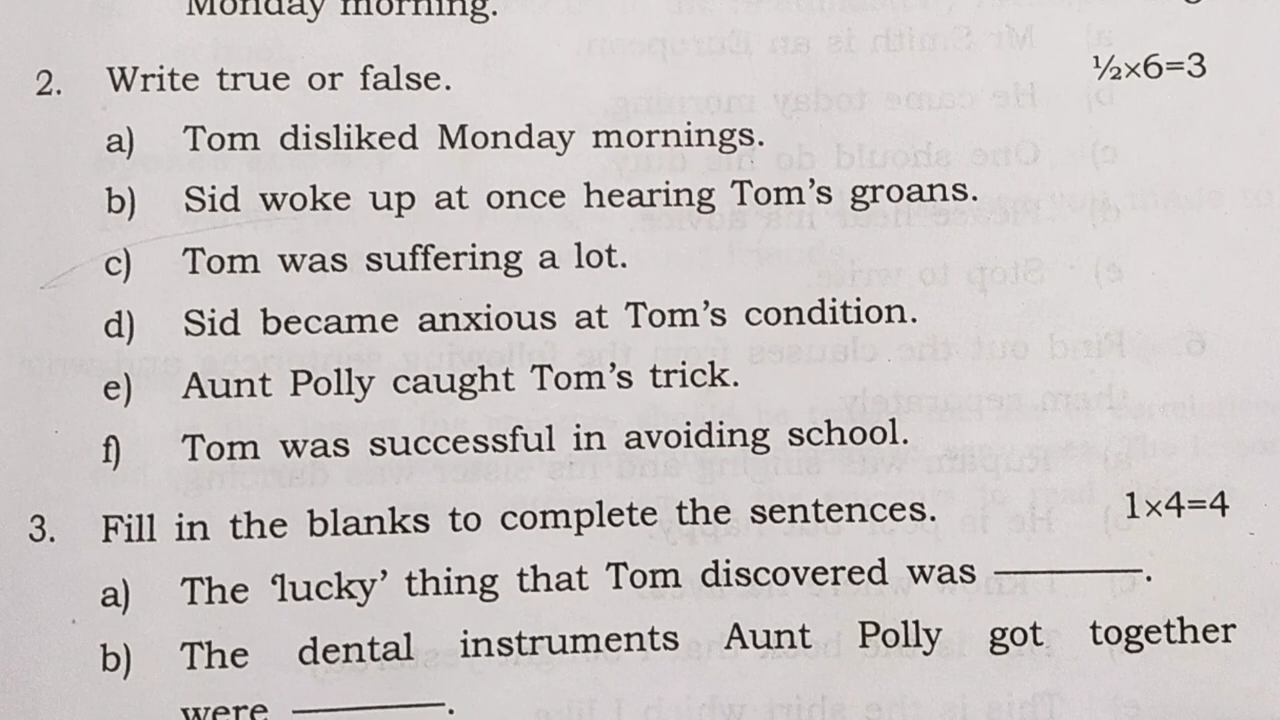 Monday morning.
2. Write true or false. ½×6=3
a) Tom disliked Monday mornings.
b) Sid woke up at once hearing Tom's groans.
c) Tom was suffering a lot.
d) Sid became anxious at Tom's condition.
e) Aunt Polly caught Tom's trick.
f) Tom was successful in avoiding school.
3. Fill in the blanks to complete the sentences. 1×4=4
a) The 'lucky' thing that Tom discovered was ________.
b) The dental instruments Aunt Polly got together
were ________.